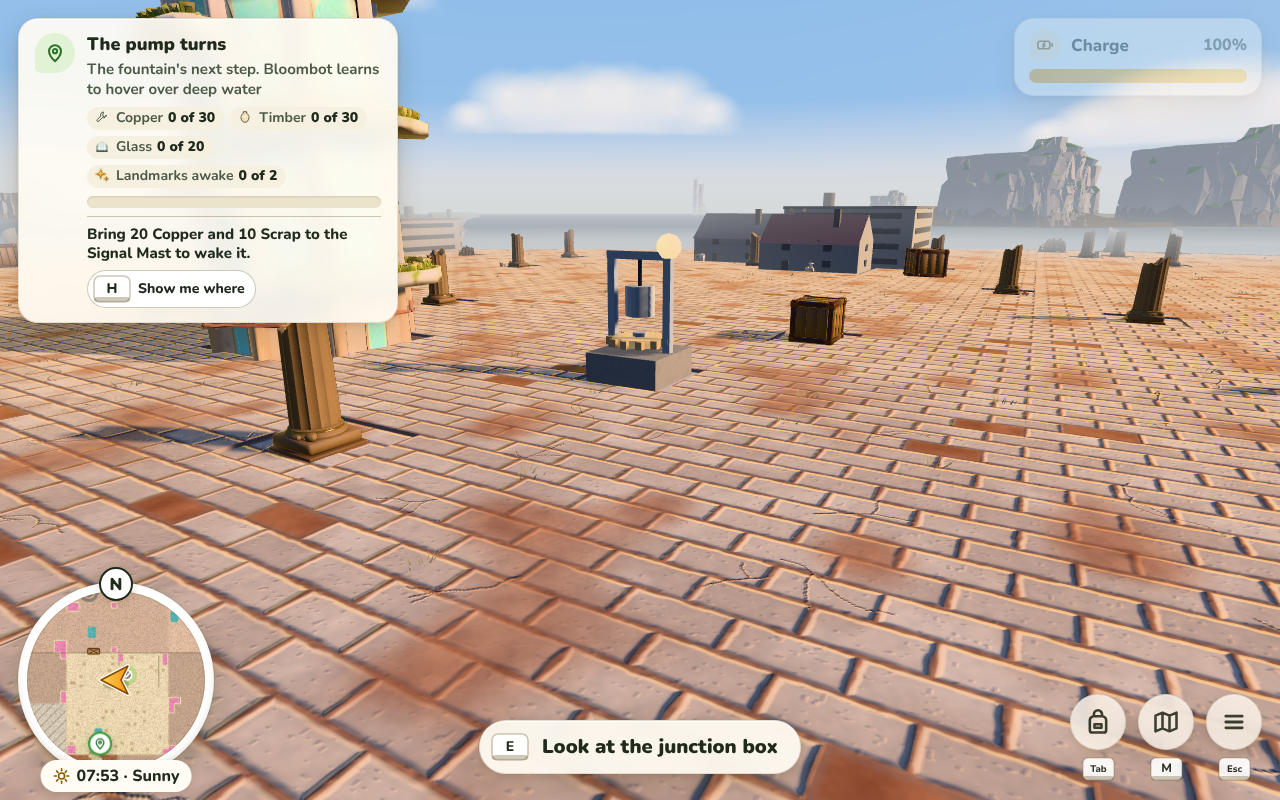 The pump turns
The fountain's next step. Bloombot learns
to hover over deep water
Copper 0 of 30 Timber 0 of 30
Glass 0 of 20
Landmarks awake 0 of 2
Bring 20 Copper and 10 Scrap to the
Signal Mast to wake it.
H Show me where
Charge 100%
N
07:53 · Sunny
E Look at the junction box
Tab M Esc